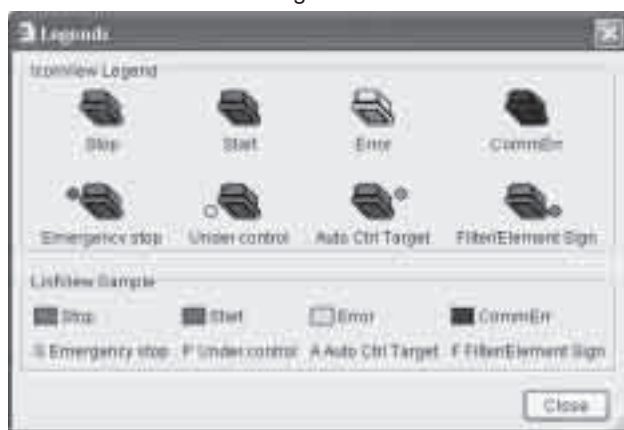 Legends
IconView Legend
Stop Start Error CommErr
Emergency stop Under control Auto Ctrl Target Filter/Element Sign
ListView Sample
Stop Start Error CommErr
S Emergency stop P Under control A Auto Ctrl Target F Filter/Element Sign
Close